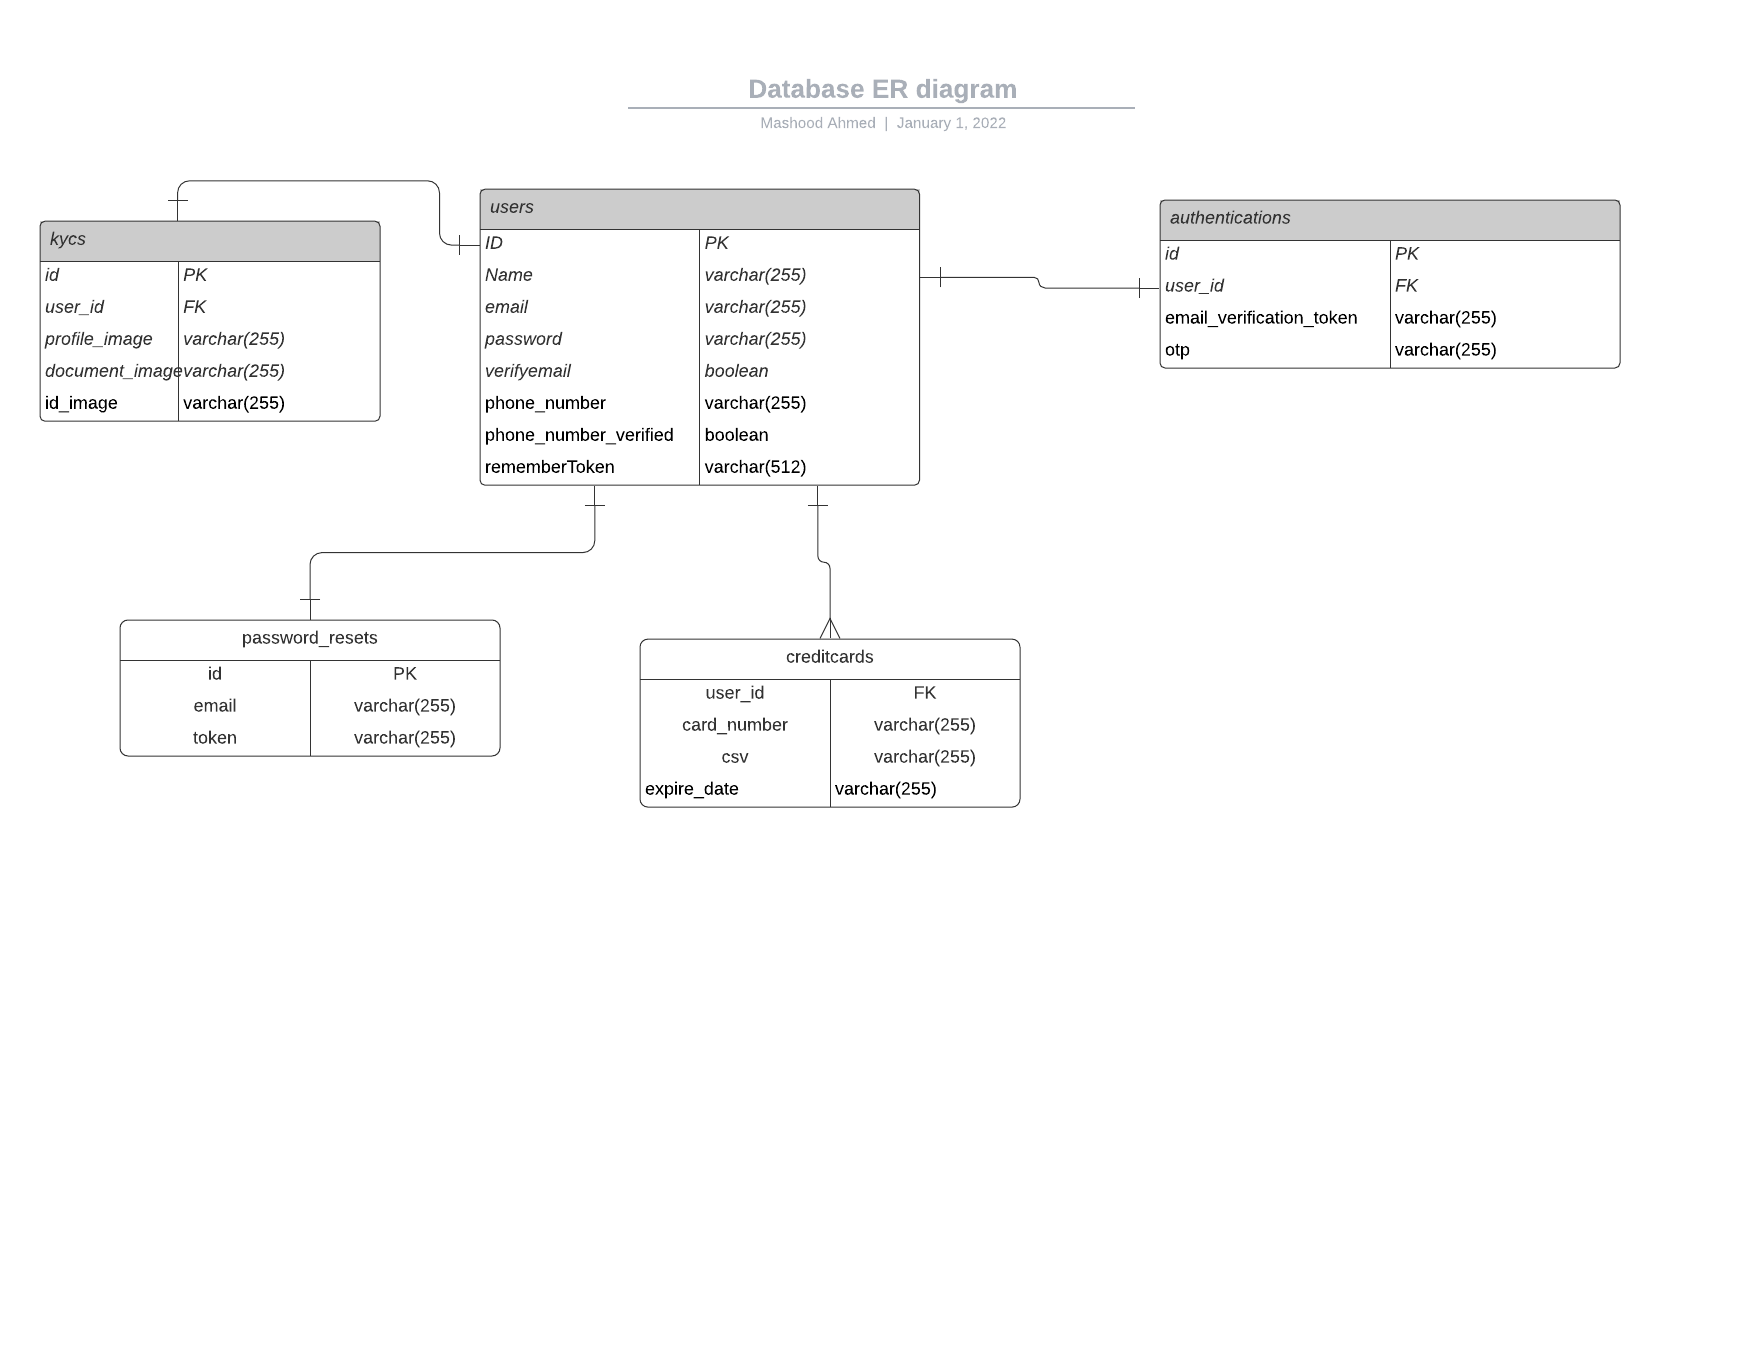 Database ER diagram
Mashood Ahmed | January 1, 2022
kycs
id PK
user_id FK
profile_image varchar(255)
document_image varchar(255)
id_image varchar(255)
users
ID PK
Name varchar(255)
email varchar(255)
password varchar(255)
verifyemail boolean
phone_number varchar(255)
phone_number_verified boolean
rememberToken varchar(512)
authentications
id PK
user_id FK
email_verification_token varchar(255)
otp varchar(255)
password_resets
id PK
email varchar(255)
token varchar(255)
creditcards
user_id FK
card_number varchar(255)
csv varchar(255)
expire_date varchar(255)